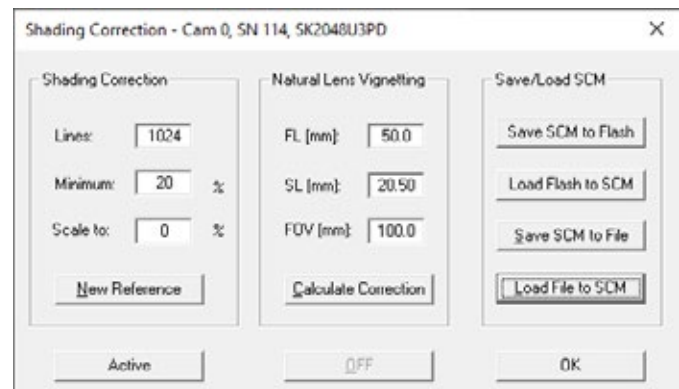 Shading Correction - Cam 0, SN 114, SK2048U3PD
Shading Correction
Lines: 1024
Minimum: 20 %
Scale to: 0 %
New Reference
Natural Lens Vignetting
FL [mm]: 50.0
SL [mm]: 20.50
FOV [mm]: 100.0
Calculate Correction
Save/Load SCM
Save SCM to Flash
Load Flash to SCM
Save SCM to File
Load File to SCM
Active
OFF
OK